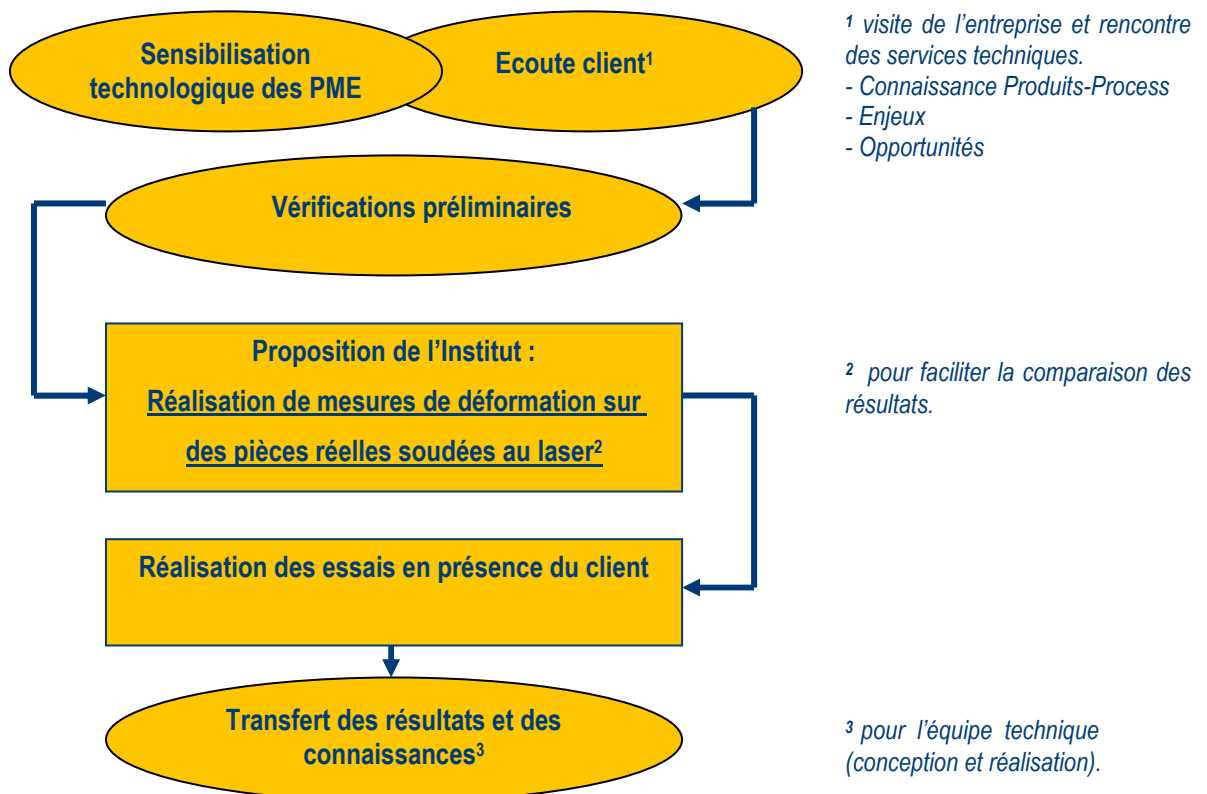 Sensibilisation
technologique des PME
Ecoute client¹
¹ visite de l’entreprise et rencontre
des services techniques.
- Connaissance Produits-Process
- Enjeux
- Opportunités
Vérifications préliminaires
Proposition de l’Institut :
Réalisation de mesures de déformation sur
des pièces réelles soudées au laser²
² pour faciliter la comparaison des
résultats.
Réalisation des essais en présence du client
Transfert des résultats et des
connaissances³
³ pour l’équipe technique
(conception et réalisation).